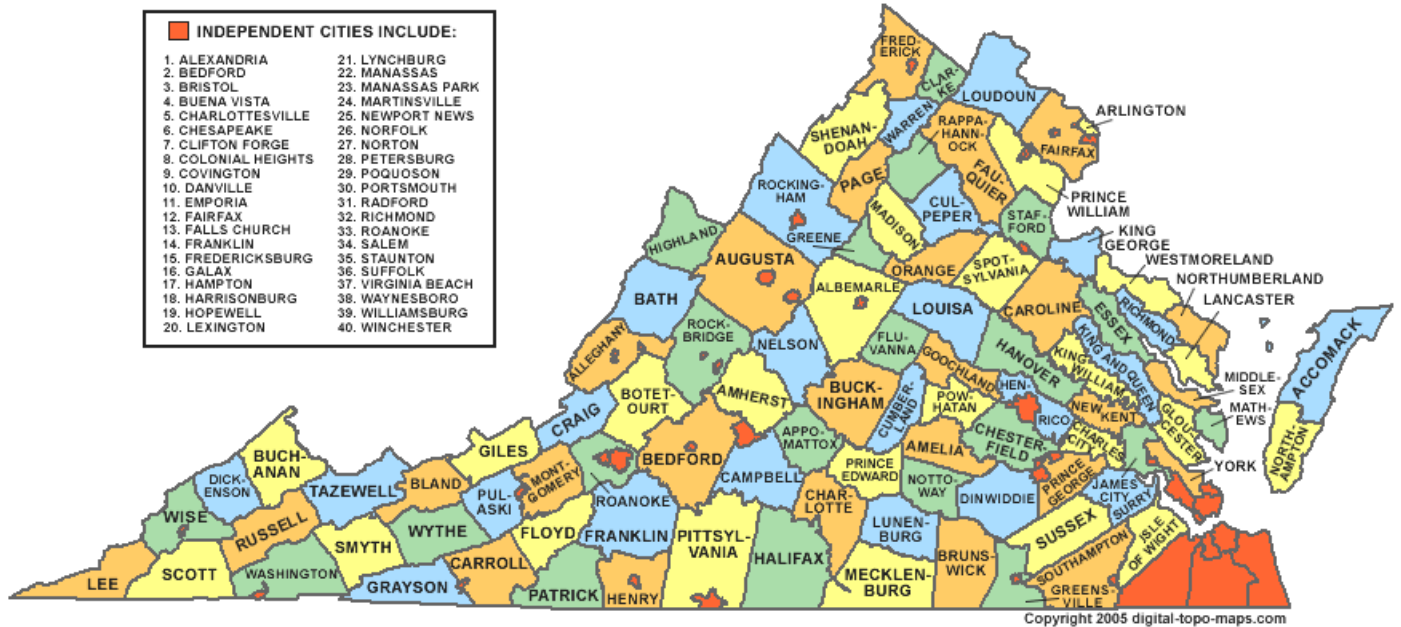 INDEPENDENT CITIES INCLUDE:
1. ALEXANDRIA
2. BEDFORD
3. BRISTOL
4. BUENA VISTA
5. CHARLOTTESVILLE
6. CHESAPEAKE
7. CLIFTON FORGE
8. COLONIAL HEIGHTS
9. COVINGTON
10. DANVILLE
11. EMPORIA
12. FAIRFAX
13. FALLS CHURCH
14. FRANKLIN
15. FREDERICKSBURG
16. GALAX
17. HAMPTON
18. HARRISONBURG
19. HOPEWELL
20. LEXINGTON
21. LYNCHBURG
22. MANASSAS
23. MANASSAS PARK
24. MARTINSVILLE
25. NEWPORT NEWS
26. NORFOLK
27. NORTON
28. PETERSBURG
29. POQUOSON
30. PORTSMOUTH
31. RADFORD
32. RICHMOND
33. ROANOKE
34. SALEM
35. STAUNTON
36. SUFFOLK
37. VIRGINIA BEACH
38. WAYNESBORO
39. WILLIAMSBURG
40. WINCHESTER
FRED-
ERICK
CLAR-
KE
LOUDOUN
ARLINGTON
WARREN
RAPPA-
HANN-
OCK
SHENAN-
DOAH
FAIRFAX
PAGE
FAU-
QUIER
ROCKING-
HAM
PRINCE
WILLIAM
CUL-
PEPER
MADISON
STAF-
FORD
HIGHLAND
GREENE
KING
GEORGE
AUGUSTA
ORANGE
SPOT-
SYLVANIA
WESTMORELAND
NORTHUMBERLAND
LANCASTER
BATH
ALBEMARLE
LOUISA
CAROLINE
ESSEX
RICHMOND
ROCK-
BRIDGE
NELSON
FLU-
VANNA
GOOCHLAND
HANOVER
KING
WILLIAM
KING AND QUEEN
ACCOMACK
ALLEGHANY
MIDDLE-
SEX
BOTET-
OURT
AMHERST
BUCK-
INGHAM
CUMBER-
LAND
POW-
HATAN
HEN-
RICO
NEW
KENT
GLOU-
CESTER
MATH-
EWS
CRAIG
APPO-
MATTOX
AMELIA
CHESTER-
FIELD
CHARLES
CITY
NORTH-
AMPTON
GILES
BUCH-
ANAN
BEDFORD
CAMPBELL
PRINCE
EDWARD
YORK
DICK-
ENSON
TAZEWELL
BLAND
MONT-
GOMERY
PUL-
ASKI
ROANOKE
CHAR-
LOTTE
NOTTO-
WAY
DINWIDDIE
PRINCE
GEORGE
JAMES
CITY
SURRY
WISE
RUSSELL
SMYTH
WYTHE
FLOYD
FRANKLIN
PITTSYL-
VANIA
HALIFAX
LUNEN-
BURG
BRUNS-
WICK
SUSSEX
ISLE
OF WIGHT
SOUTHAMPTON
LEE
SCOTT
WASHINGTON
GRAYSON
CARROLL
PATRICK
HENRY
MECKLEN-
BURG
GREENS-
VILLE
Copyright 2005 digital-topo-maps.com